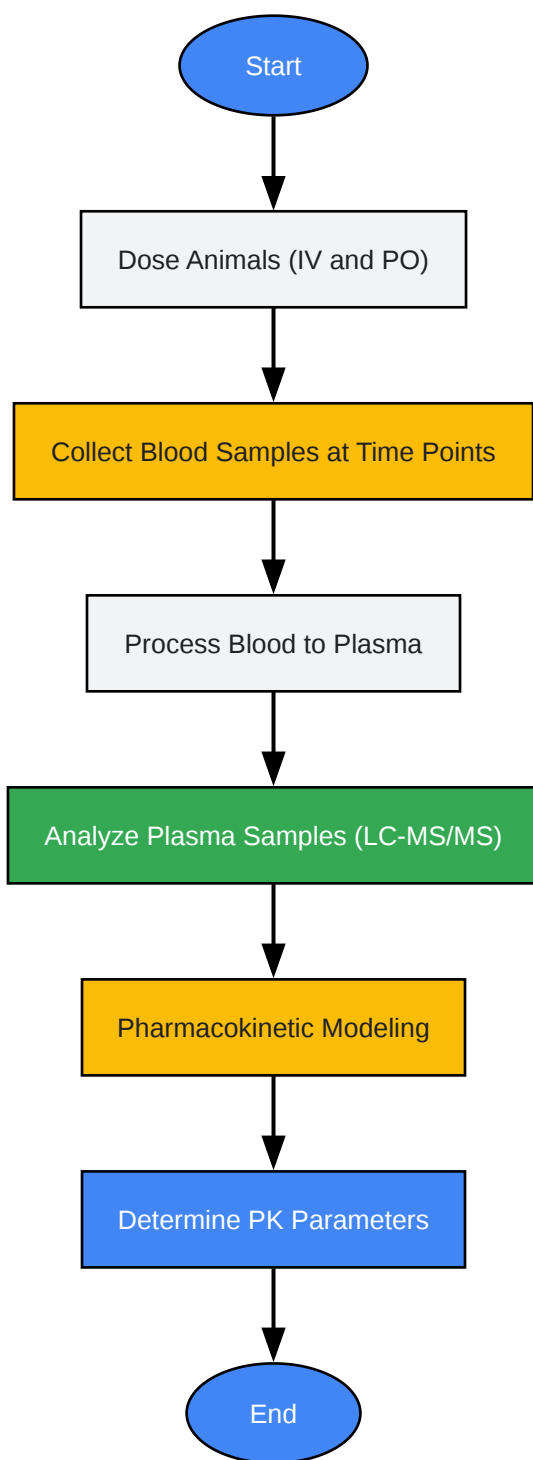 Start
Dose Animals (IV and PO)
Collect Blood Samples at Time Points
Process Blood to Plasma
Analyze Plasma Samples (LC-MS/MS)
Pharmacokinetic Modeling
Determine PK Parameters
End